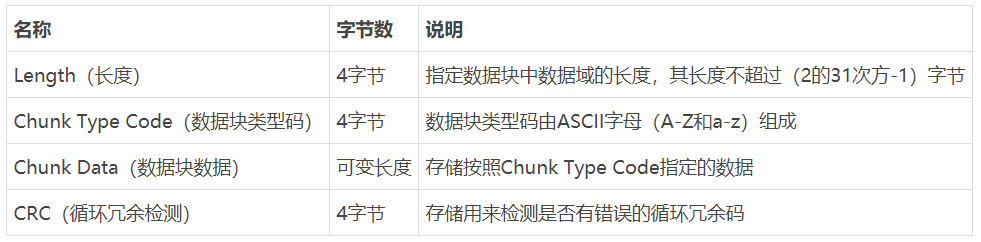 名称 字节数 说明
Length（长度） 4字节 指定数据块中数据域的长度，其长度不超过（2的31次方-1）字节
Chunk Type Code（数据块类型码） 4字节 数据块类型码由ASCII字母（A-Z和a-z）组成
Chunk Data（数据块数据） 可变长度 存储按照Chunk Type Code指定的数据
CRC（循环冗余检测） 4字节 存储用来检测是否有错误的循环冗余码